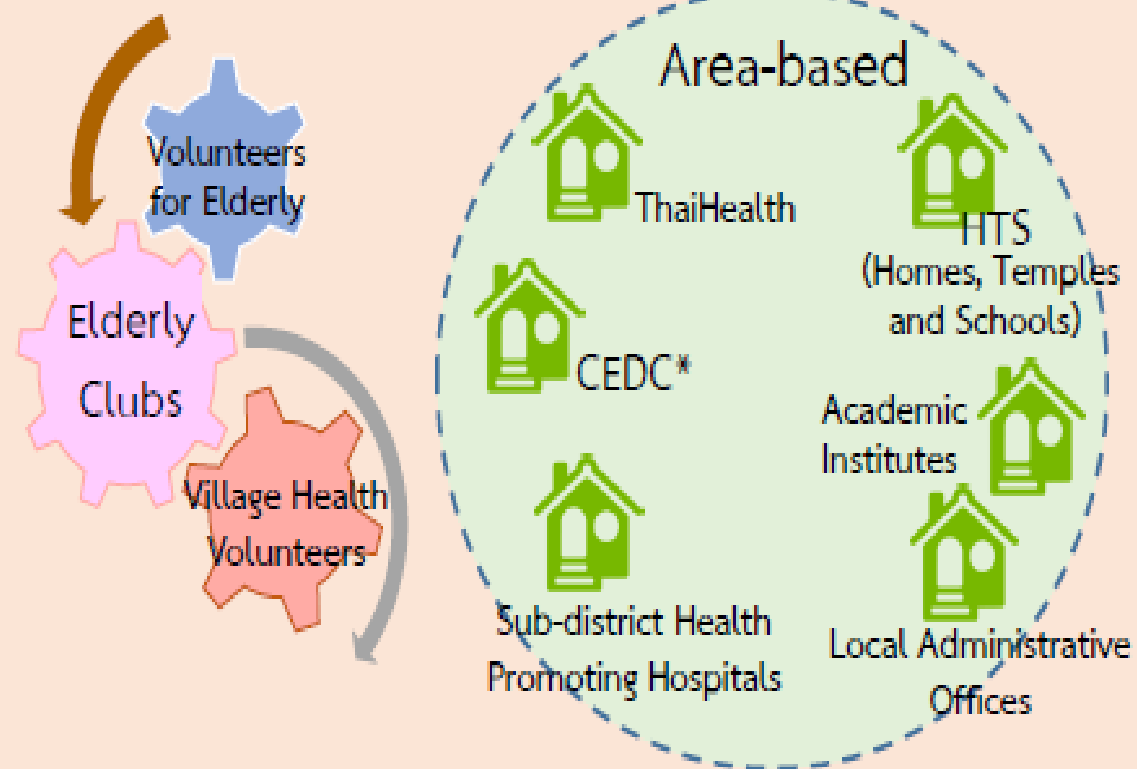 Volunteers
for Elderly
Elderly
Clubs
Village Health
Volunteers
Area-based
ThaiHealth
HTS
(Homes, Temples
and Schools)
CEDC*
Academic
Institutes
Sub-district Health
Promoting Hospitals
Local Administrative
Offices